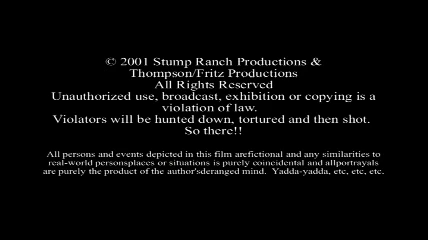 © 2001 Stump Ranch Productions &
Thompson/Fritz Productions
All Rights Reserved
Unauthorized use, broadcast, exhibition or copying is a
violation of law.
Violators will be hunted down, tortured and then shot.
So there!!
All persons and events depicted in this film arefictional and any similarities to
real-world personsplaces or situations is purely coincidental and allportrayals
are purely the product of the author'sderanged mind. Yadda-yadda, etc, etc, etc.